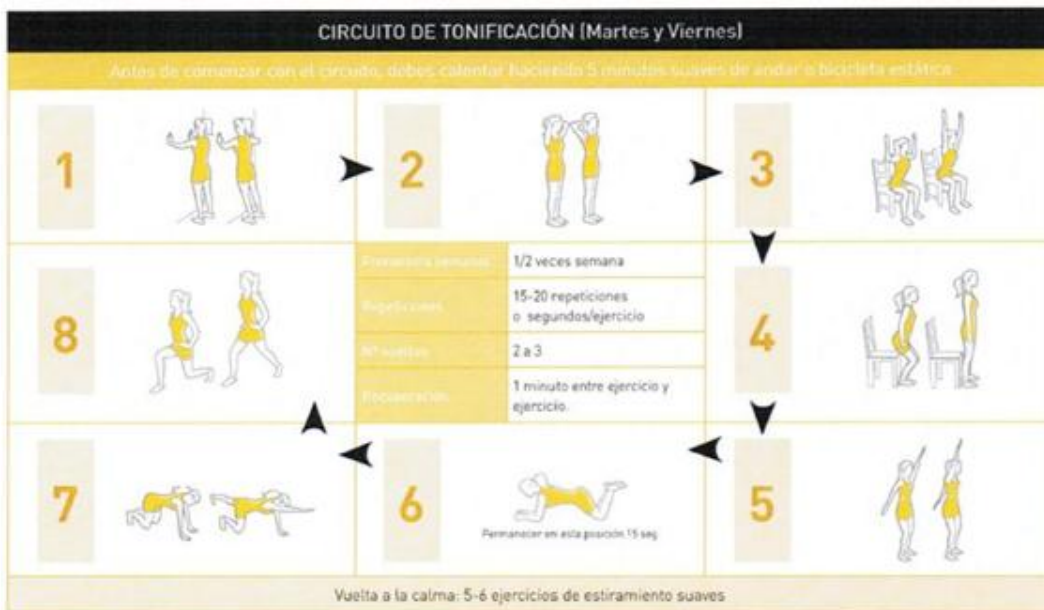 CIRCUITO DE TONIFICACIÓN (Martes y Viernes)
Antes de comenzar con el circuito, debes calentar haciendo 5 minutos suaves de andar o bicicleta estática
1
2
3
8
Frecuencia semanal
1/2 veces semana
Repeticiones
15-20 repeticiones
o segundos/ejercicio
Nº vueltas
2 a 3
Recuperación
1 minuto entre ejercicio y
ejercicio.
4
7
6
Permanecer en esta posición 15 seg
5
Vuelta a la calma: 5-6 ejercicios de estiramiento suaves